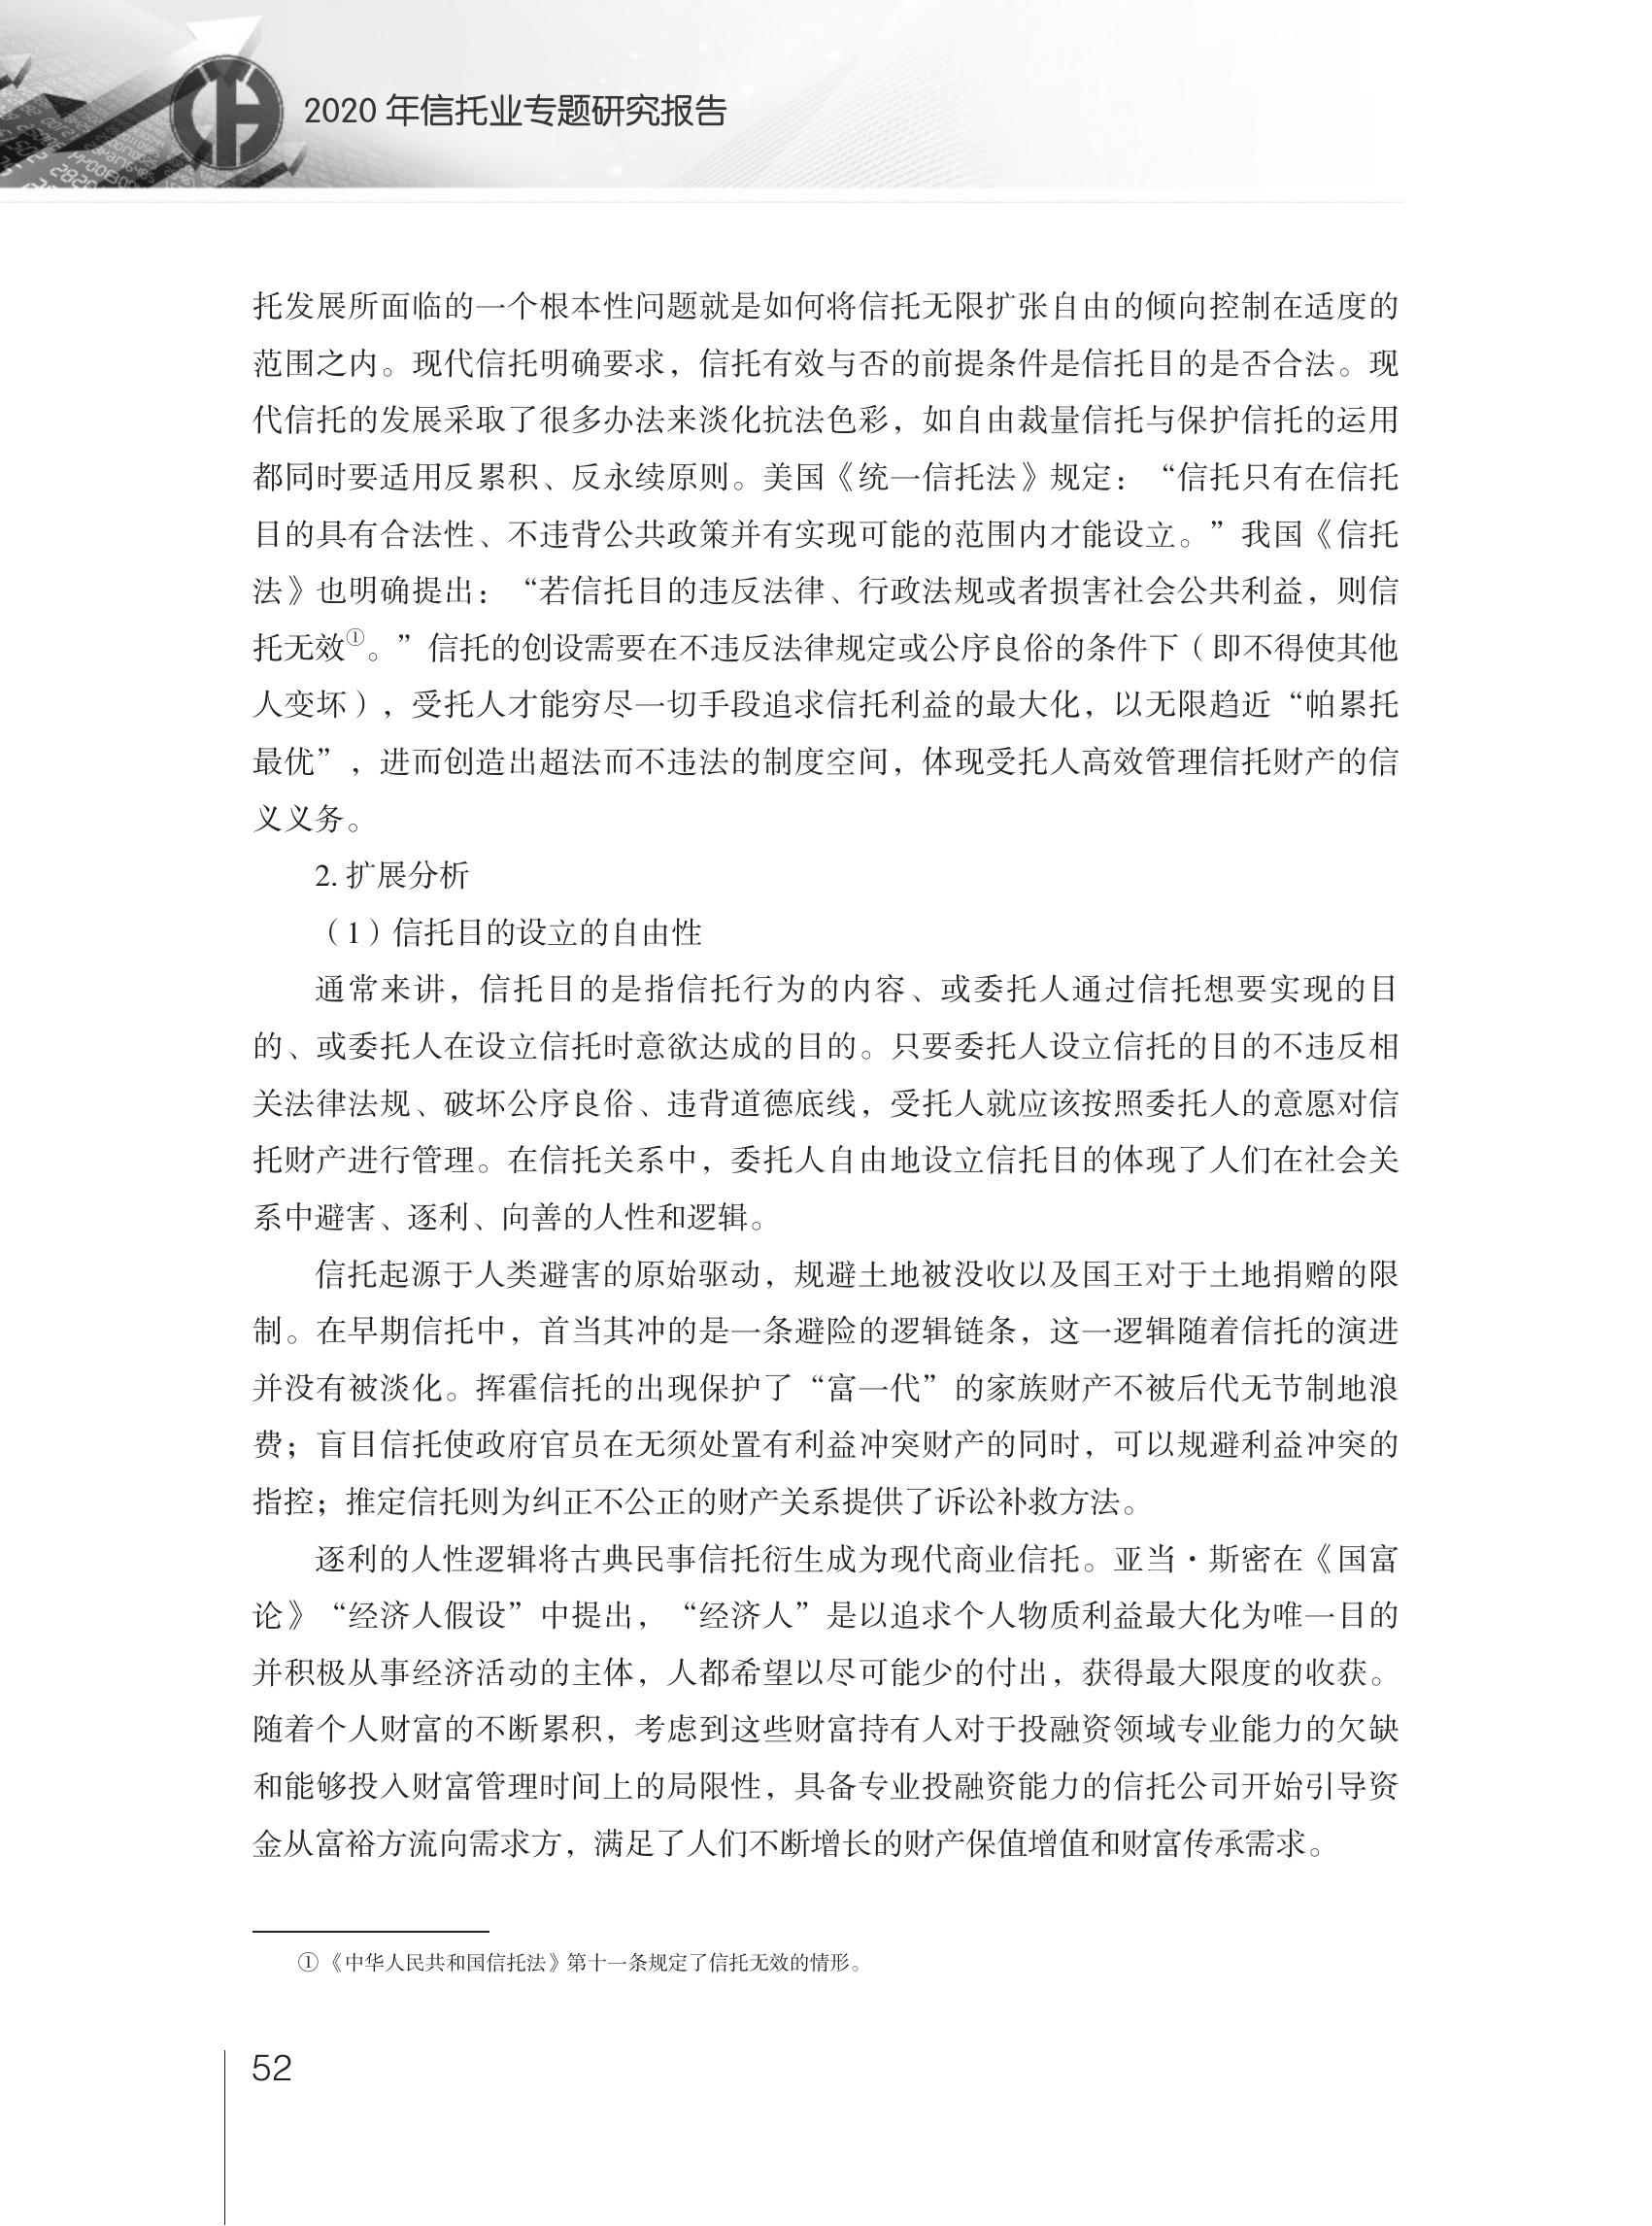 2020 年信托业专题研究报告
托发展所面临的一个根本性问题就是如何将信托无限扩张自由的倾向控制在适度的
范围之内。现代信托明确要求，信托有效与否的前提条件是信托目的是否合法。现
代信托的发展采取了很多办法来淡化抗法色彩，如自由裁量信托与保护信托的运用
都同时要适用反累积、反永续原则。美国《统一信托法》规定：“信托只有在信托
目的具有合法性、不违背公共政策并有实现可能的范围内才能设立。”我国《信托
法》也明确提出：“若信托目的违反法律、行政法规或者损害社会公共利益，则信
托无效①。”信托的创设需要在不违反法律规定或公序良俗的条件下（即不得使其他
人变坏），受托人才能穷尽一切手段追求信托利益的最大化，以无限趋近“帕累托
最优”，进而创造出超法而不违法的制度空间，体现受托人高效管理信托财产的信
义义务。
2. 扩展分析
（1）信托目的设立的自由性
通常来讲，信托目的是指信托行为的内容、或委托人通过信托想要实现的目
的、或委托人在设立信托时意欲达成的目的。只要委托人设立信托的目的不违反相
关法律法规、破坏公序良俗、违背道德底线，受托人就应该按照委托人的意愿对信
托财产进行管理。在信托关系中，委托人自由地设立信托目的体现了人们在社会关
系中避害、逐利、向善的人性和逻辑。
信托起源于人类避害的原始驱动，规避土地被没收以及国王对于土地捐赠的限
制。在早期信托中，首当其冲的是一条避险的逻辑链条，这一逻辑随着信托的演进
并没有被淡化。挥霍信托的出现保护了“富一代”的家族财产不被后代无节制地浪
费；盲目信托使政府官员在无须处置有利益冲突财产的同时，可以规避利益冲突的
指控；推定信托则为纠正不公正的财产关系提供了诉讼补救方法。
逐利的人性逻辑将古典民事信托衍生成为现代商业信托。亚当·斯密在《国富
论》“经济人假设”中提出，“经济人”是以追求个人物质利益最大化为唯一目的
并积极从事经济活动的主体，人都希望以尽可能少的付出，获得最大限度的收获。
随着个人财富的不断累积，考虑到这些财富持有人对于投融资领域专业能力的欠缺
和能够投入财富管理时间上的局限性，具备专业投融资能力的信托公司开始引导资
金从富裕方流向需求方，满足了人们不断增长的财产保值增值和财富传承需求。
①《中华人民共和国信托法》第十一条规定了信托无效的情形。
52